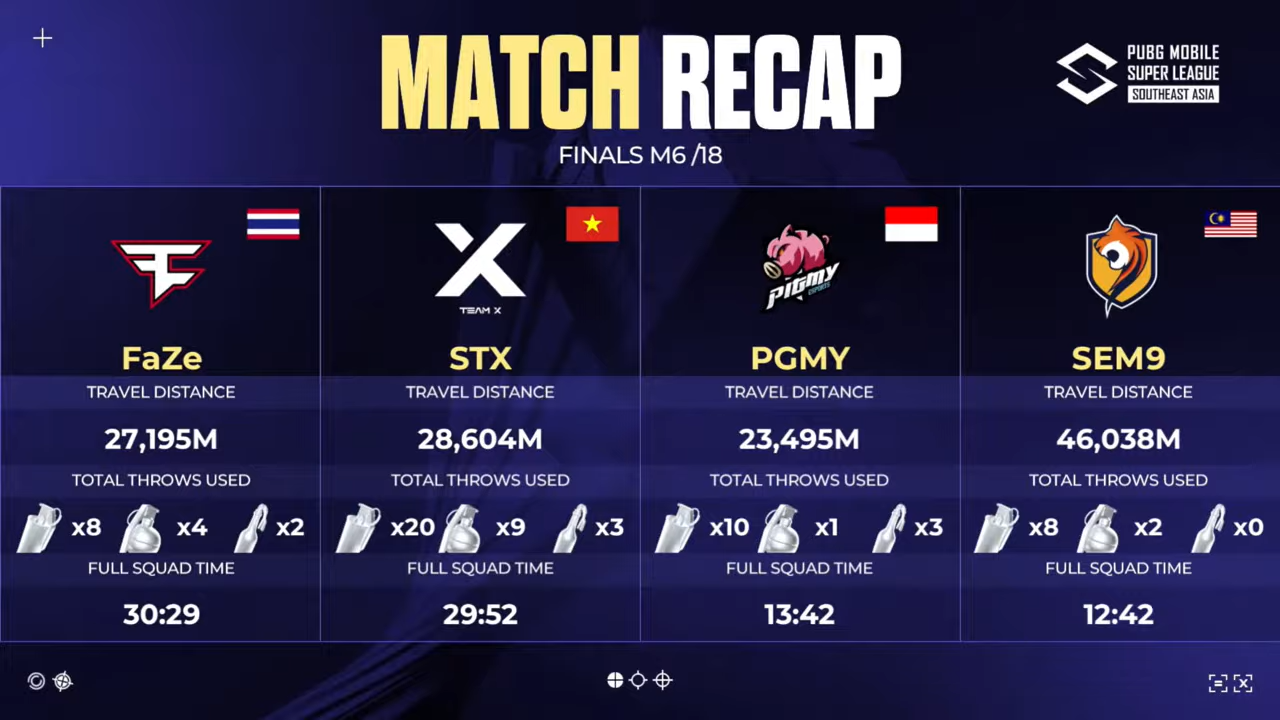 MATCH RECAP
FINALS M6 /18
PUBG MOBILE
SUPER LEAGUE
SOUTHEAST ASIA
TEAM X
PIGMY
ESPORTS
FaZe STX PGMY SEM9
TRAVEL DISTANCE TRAVEL DISTANCE TRAVEL DISTANCE TRAVEL DISTANCE
27,195M 28,604M 23,495M 46,038M
TOTAL THROWS USED TOTAL THROWS USED TOTAL THROWS USED TOTAL THROWS USED
x8 x4 x2 x20 x9 x3 x10 x1 x3 x8 x2 x0
FULL SQUAD TIME FULL SQUAD TIME FULL SQUAD TIME FULL SQUAD TIME
30:29 29:52 13:42 12:42